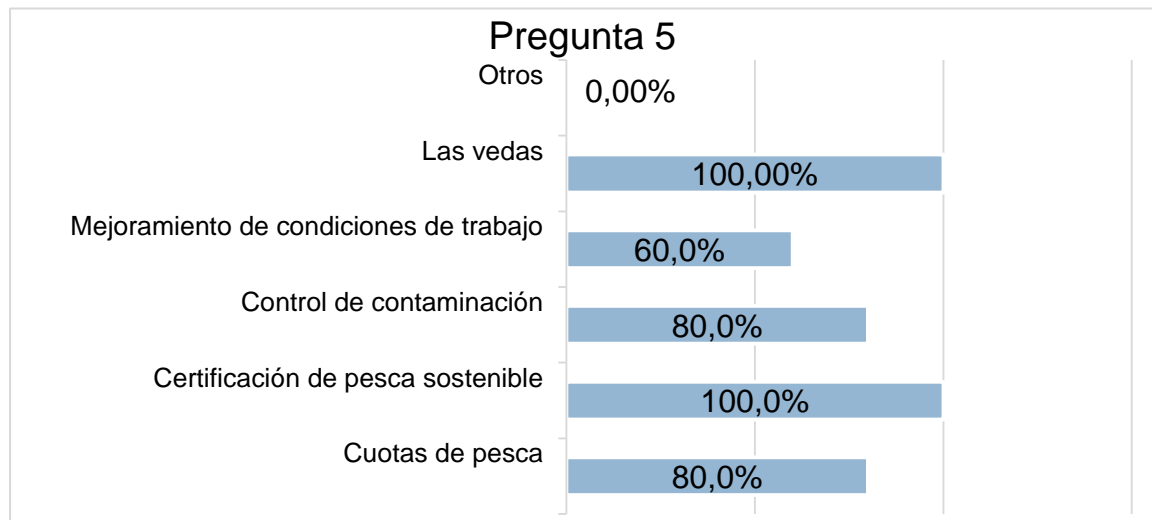 Pregunta 5
Otros
0,00%
Las vedas
100,00%
Mejoramiento de condiciones de trabajo
60,0%
Control de contaminación
80,0%
Certificación de pesca sostenible
100,0%
Cuotas de pesca
80,0%